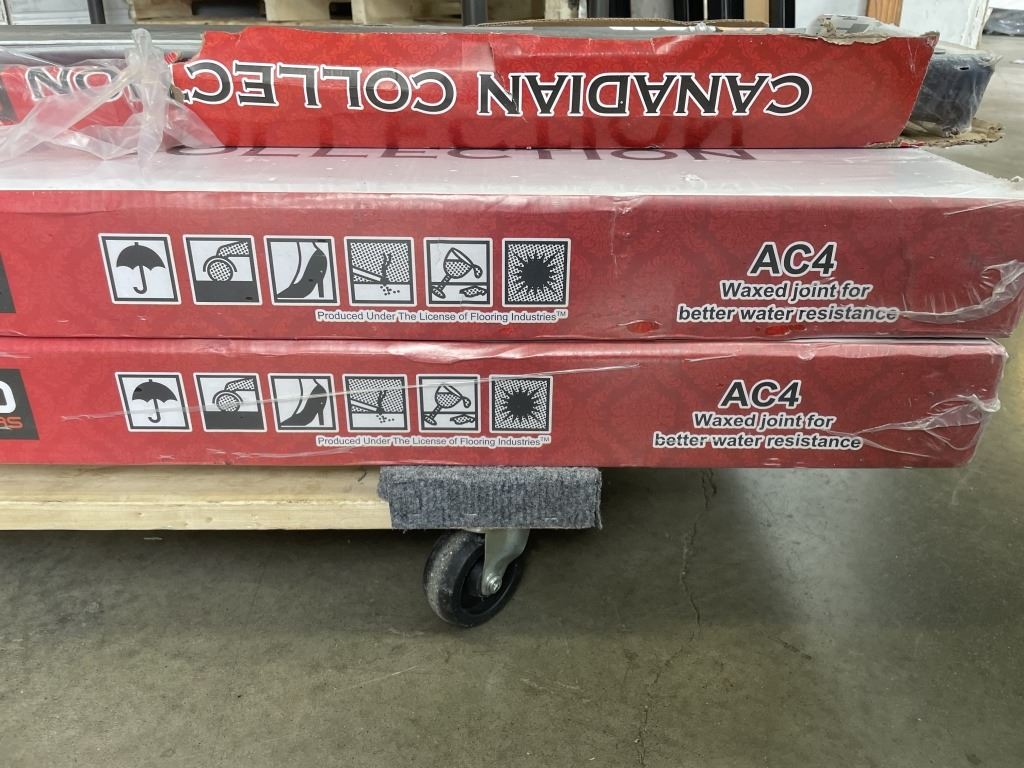 CANADIAN COLLECTION
COLLECTION
AC4
Waxed joint for
better water resistance
Produced Under The License of Flooring Industries™
AC4
Waxed joint for
better water resistance
Produced Under The License of Flooring Industries™